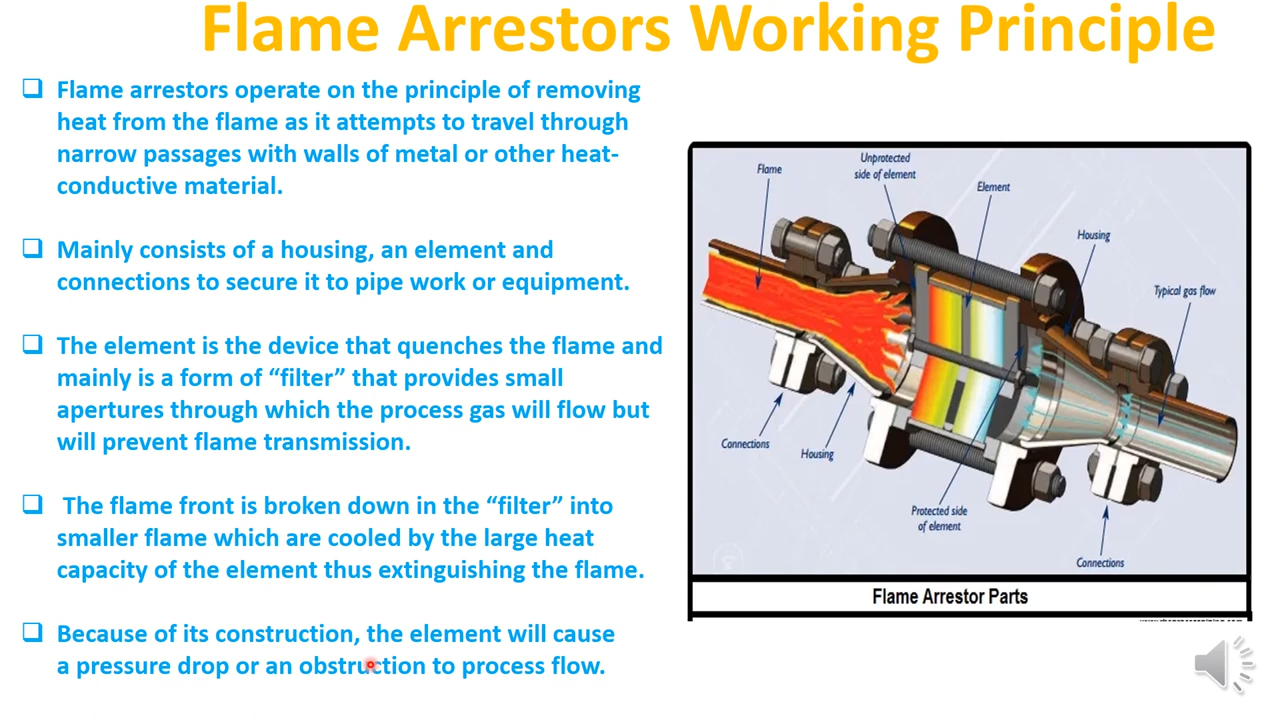 Flame Arrestors Working Principle
Flame arrestors operate on the principle of removing
heat from the flame as it attempts to travel through
narrow passages with walls of metal or other heat-
conductive material.
Mainly consists of a housing, an element and
connections to secure it to pipe work or equipment.
The element is the device that quenches the flame and
mainly is a form of “filter” that provides small
apertures through which the process gas will flow but
will prevent flame transmission.
The flame front is broken down in the “filter” into
smaller flame which are cooled by the large heat
capacity of the element thus extinguishing the flame.
Because of its construction, the element will cause
a pressure drop or an obstruction to process flow.
Flame
Unprotected
side of element
Element
Housing
Typical gas flow
Connections
Housing
Protected side
of element
Connections
Flame Arrestor Parts